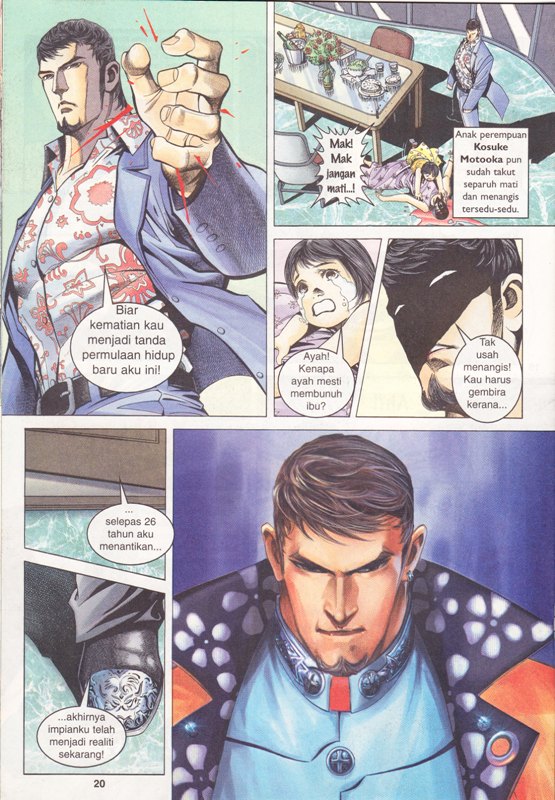 Biar
kematian kau
menjadi tanda
permulaan hidup
baru aku ini!
Mak!
Mak
jangan
mati...!
Anak perempuan
Kosuke
Motooka pun
sudah takut
separuh mati
dan menangis
tersedu-sedu.
Ayah!
Kenapa
ayah mesti
membunuh
ibu?
Tak
usah
menangis!
Kau harus
gembira
kerana...
...
selepas 26
tahun aku
menantikan...
...akhirnya
impianku telah
menjadi realiti
sekarang!
20